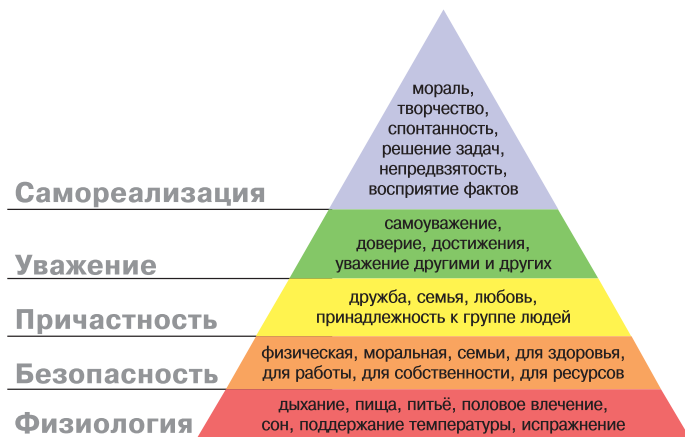 мораль,
творчество,
спонтанность,
решение задач,
непредвзятость,
восприятие фактов
Самореализация
самоуважение,
доверие, достижения,
уважение другими и других
Уважение
дружба, семья, любовь,
принадлежность к группе людей
Причастность
физическая, моральная, семьи, для здоровья,
для работы, для собственности, для ресурсов
Безопасность
дыхание, пища, питьё, половое влечение,
сон, поддержание температуры, испражнение
Физиология